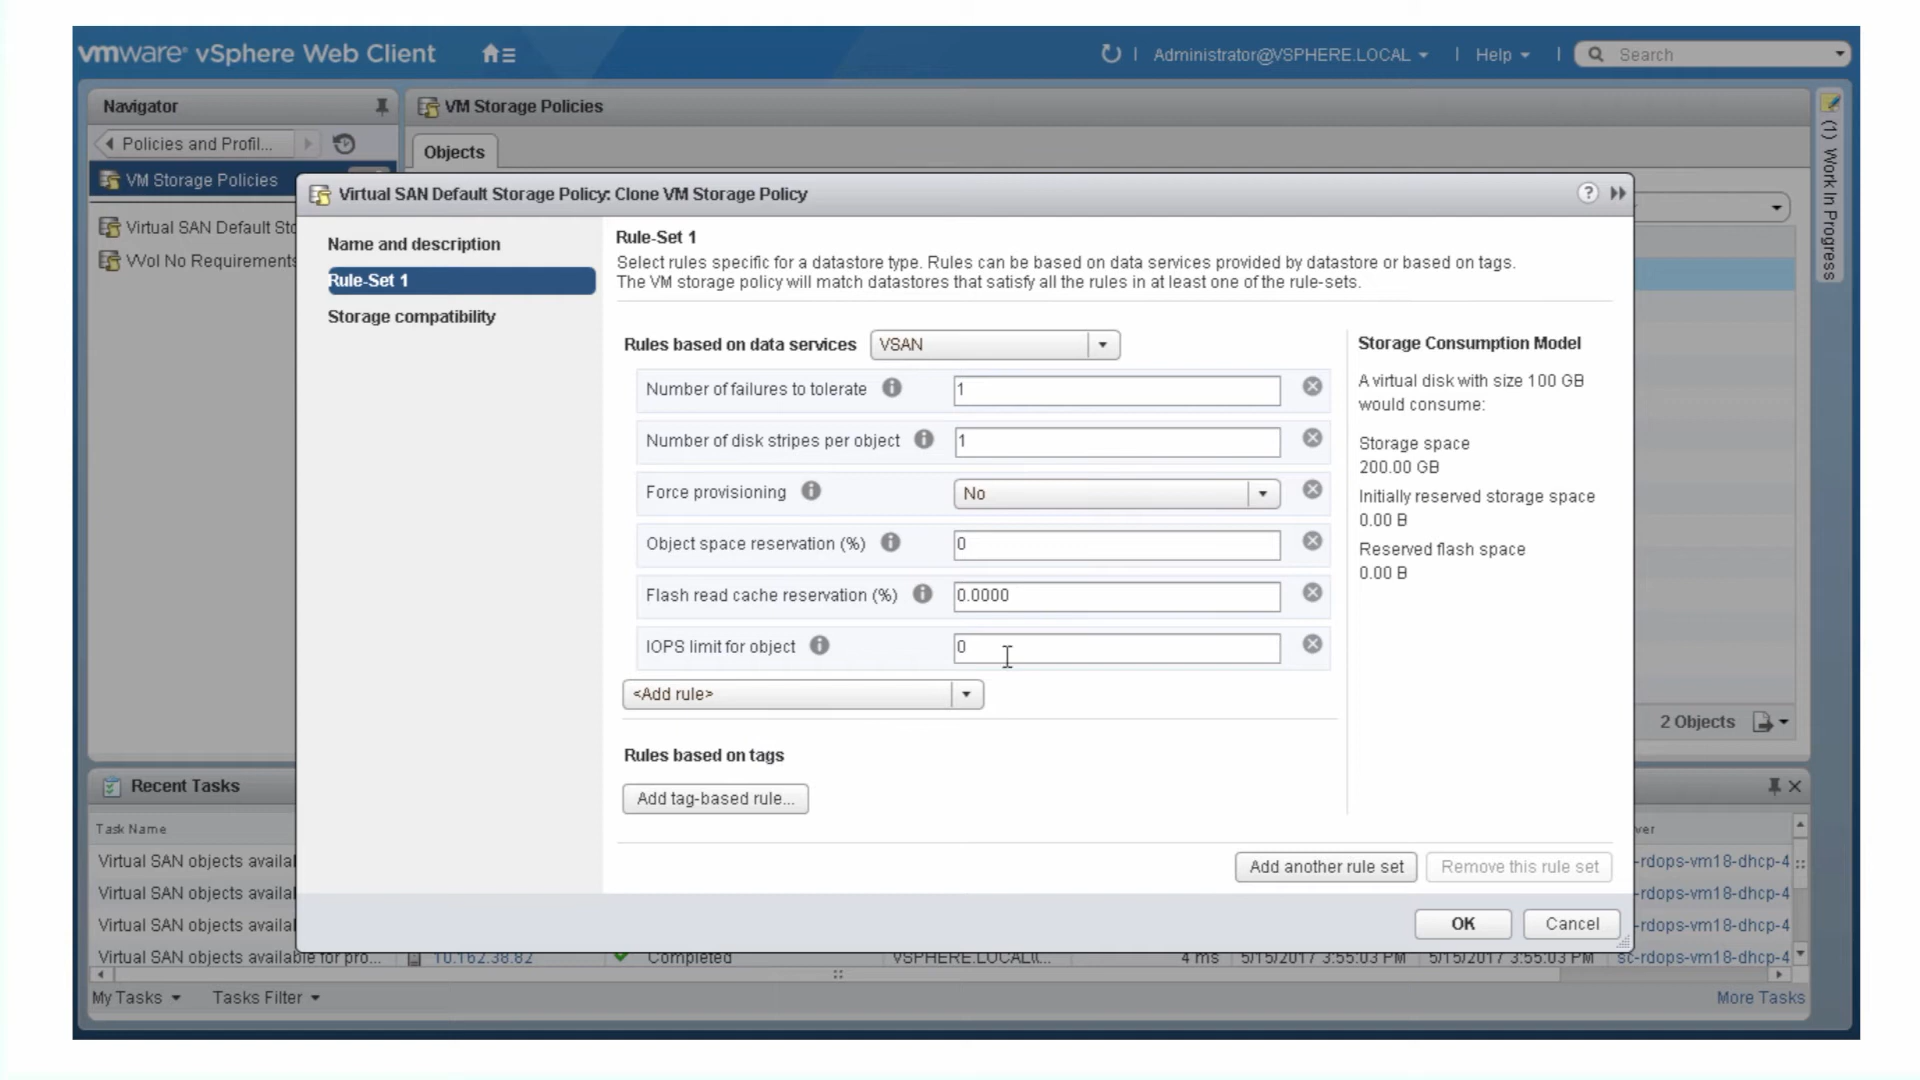 vmware® vSphere Web Client
Administrator@VSPHERE.LOCAL
Help
Search
Navigator
VM Storage Policies
Policies and Profil...
Objects
VM Storage Policies
Virtual SAN Default Sto
VVol No Requirements
(1) Work In Progress
Virtual SAN Default Storage Policy: Clone VM Storage Policy
Name and description
Rule-Set 1
Storage compatibility
Rule-Set 1
Select rules specific for a datastore type. Rules can be based on data services provided by datastore or based on tags.
The VM storage policy will match datastores that satisfy all the rules in at least one of the rule-sets.
Rules based on data services VSAN
Number of failures to tolerate 1
Number of disk stripes per object 1
Force provisioning No
Object space reservation (%) 0
Flash read cache reservation (%) 0.0000
IOPS limit for object 0
<Add rule>
Storage Consumption Model
A virtual disk with size 100 GB
would consume:
Storage space
200.00 GB
Initially reserved storage space
0.00 B
Reserved flash space
0.00 B
Rules based on tags
Add tag-based rule...
Add another rule set
Remove this rule set
OK
Cancel
2 Objects
Recent Tasks
Task Name
ver
Virtual SAN objects availal
-rdops-vm18-dhcp-4
Virtual SAN objects availal
-rdops-vm18-dhcp-4
Virtual SAN objects availal
-rdops-vm18-dhcp-4
Virtual SAN objects available for pro... 10.162.38.82 Completed VSPHERE.LOCAL\... 4 ms 5/15/2017 3:55:03 PM 5/15/2017 3:55:03 PM sc-rdops-vm18-dhcp-4
My Tasks
Tasks Filter
More Tasks